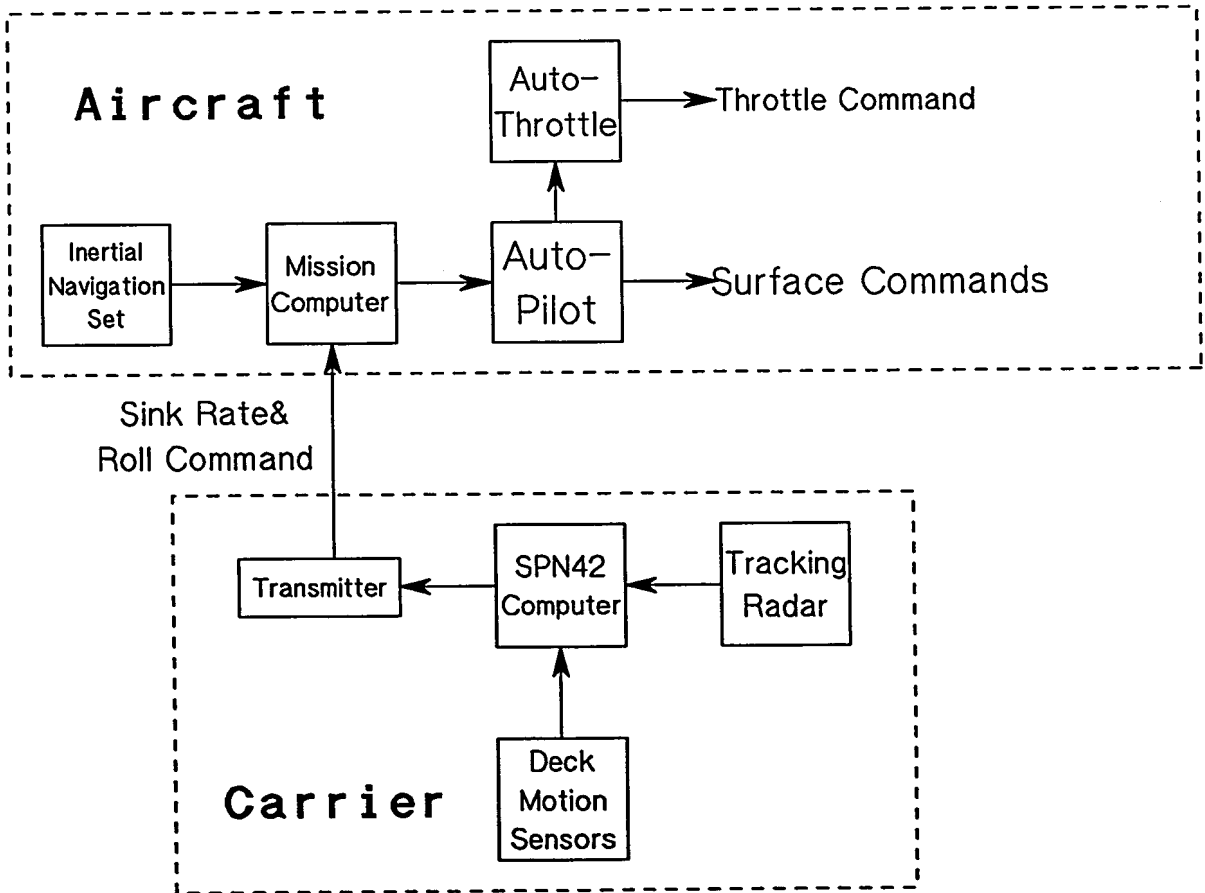 Aircraft
Auto-
Throttle
Throttle Command
Inertial
Navigation
Set
Mission
Computer
Auto-
Pilot
Surface Commands
Sink Rate&
Roll Command
Transmitter
SPN42
Computer
Tracking
Radar
Deck
Motion
Sensors
Carrier